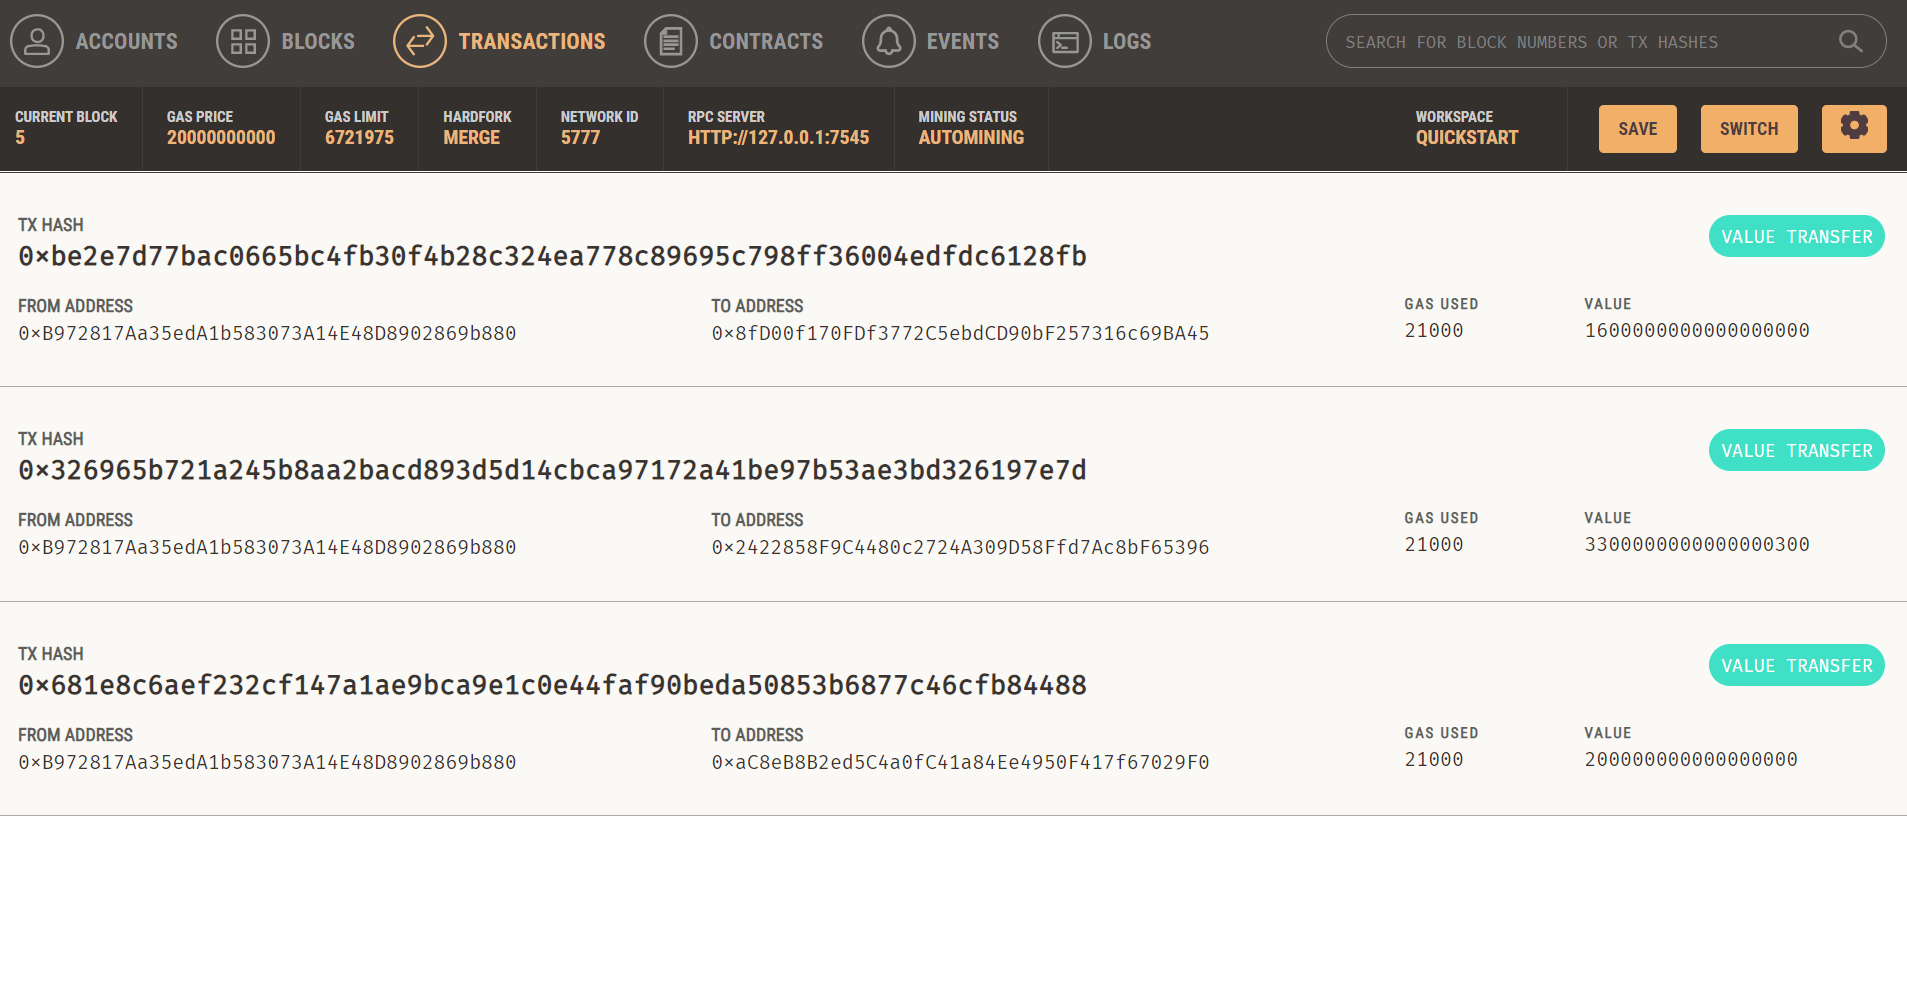 ACCOUNTS BLOCKS TRANSACTIONS CONTRACTS EVENTS LOGS SEARCH FOR BLOCK NUMBERS OR TX HASHES
CURRENT BLOCK GAS PRICE GAS LIMIT HARDFORK NETWORK ID RPC SERVER MINING STATUS WORKSPACE
5 20000000000 6721975 MERGE 5777 HTTP://127.0.0.1:7545 AUTOMINING QUICKSTART SAVE SWITCH
TX HASH
0×be2e7d77bac0665bc4fb30f4b28c324ea778c89695c798ff36004edfdc6128fb VALUE TRANSFER
FROM ADDRESS TO ADDRESS GAS USED VALUE
0×B972817Aa35edA1b583073A14E48D8902869b880 0×8fD00f170FDf3772C5ebdCD90bF257316c69BA45 21000 1600000000000000000
TX HASH
0×326965b721a245b8aa2bacd893d5d14cbca97172a41be97b53ae3bd326197e7d VALUE TRANSFER
FROM ADDRESS TO ADDRESS GAS USED VALUE
0×B972817Aa35edA1b583073A14E48D8902869b880 0×2422858F9C4480c2724A309D58Ffd7Ac8bF65396 21000 3300000000000000300
TX HASH
0×681e8c6aef232cf147a1ae9bca9e1c0e44faf90beda50853b6877c46cfb84488 VALUE TRANSFER
FROM ADDRESS TO ADDRESS GAS USED VALUE
0×B972817Aa35edA1b583073A14E48D8902869b880 0×aC8eB8B2ed5C4a0fC41a84Ee4950F417f67029F0 21000 200000000000000000